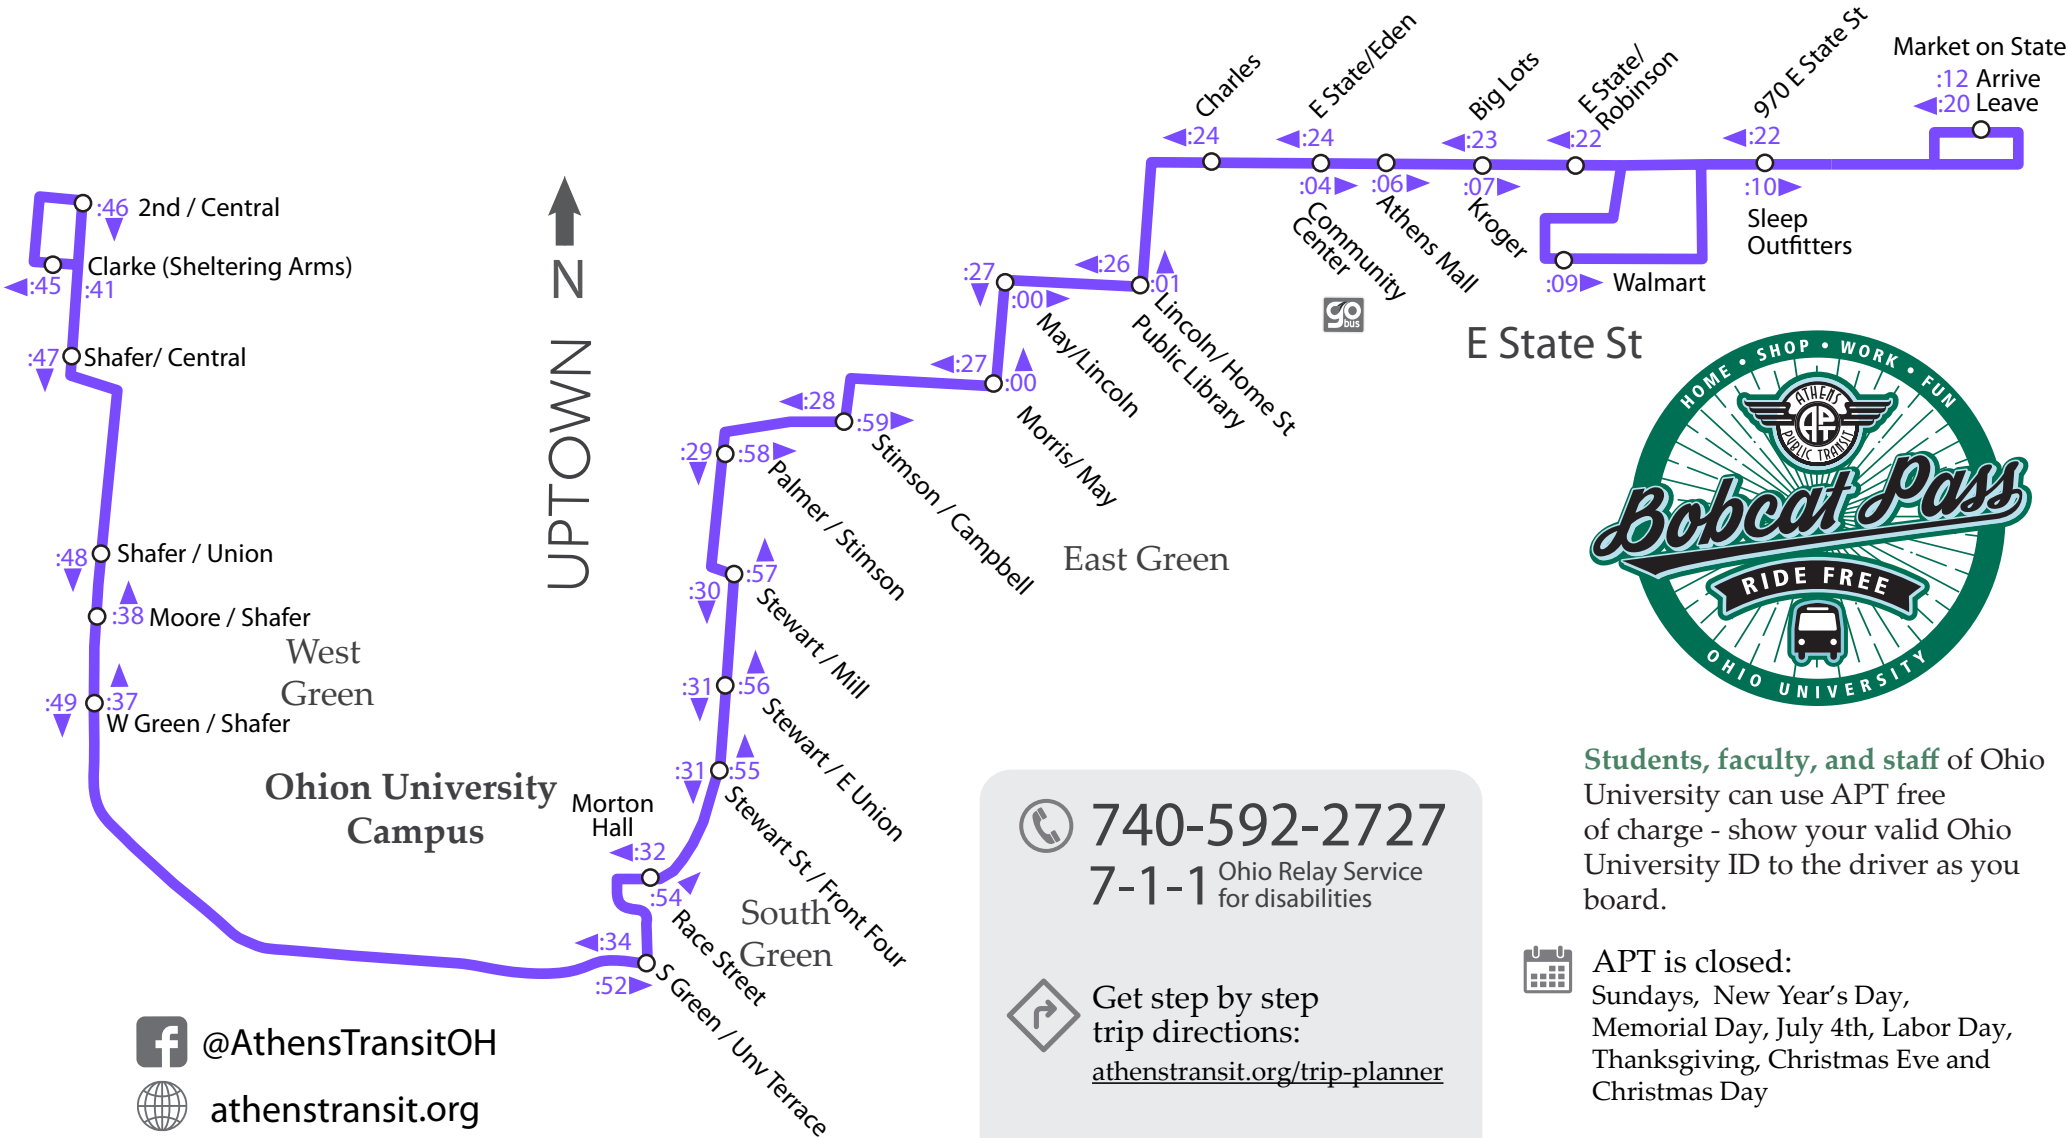 Market on State
:12 Arrive
:20 Leave
970 E State St
:22
:10
Sleep
Outfitters
E State/
Robinson
:22
:09 Walmart
Big Lots
:23
:07
Kroger
E State/Eden
:24
:04
Community
Center
go
bus
:06
Athens Mall
Charles
:24
E State St
:26
:01
Lincoln/ Home St
Public Library
:27
:00
May/Lincoln
:27
:00
Morris/ May
:28
:59
Stimson / Campbell
:29
:58
Palmer / Stimson
East Green
:30
:57
Stewart / Mill
:31
:56
Stewart / E Union
:31
:55
Stewart St / Front Four
Morton
Hall
:32
:54
Race Street
South
Green
:34
:52
S Green / Unv Terrace
UPTOWN N
:46 2nd / Central
Clarke (Sheltering Arms)
:45 :41
:47 Shafer/ Central
:48 Shafer / Union
:38 Moore / Shafer
West
Green
:49 :37
W Green / Shafer
Ohion University
Campus
@AthensTransitOH
athenstransit.org
740-592-2727
7-1-1 Ohio Relay Service
for disabilities
Get step by step
trip directions:
athenstransit.org/trip-planner
HOME • SHOP • WORK • FUN
ATHENS
APT
PUBLIC TRANSIT
Bobcat Pass
RIDE FREE
OHIO UNIVERSITY
Students, faculty, and staff of Ohio
University can use APT free
of charge - show your valid Ohio
University ID to the driver as you
board.
APT is closed:
Sundays, New Year's Day,
Memorial Day, July 4th, Labor Day,
Thanksgiving, Christmas Eve and
Christmas Day